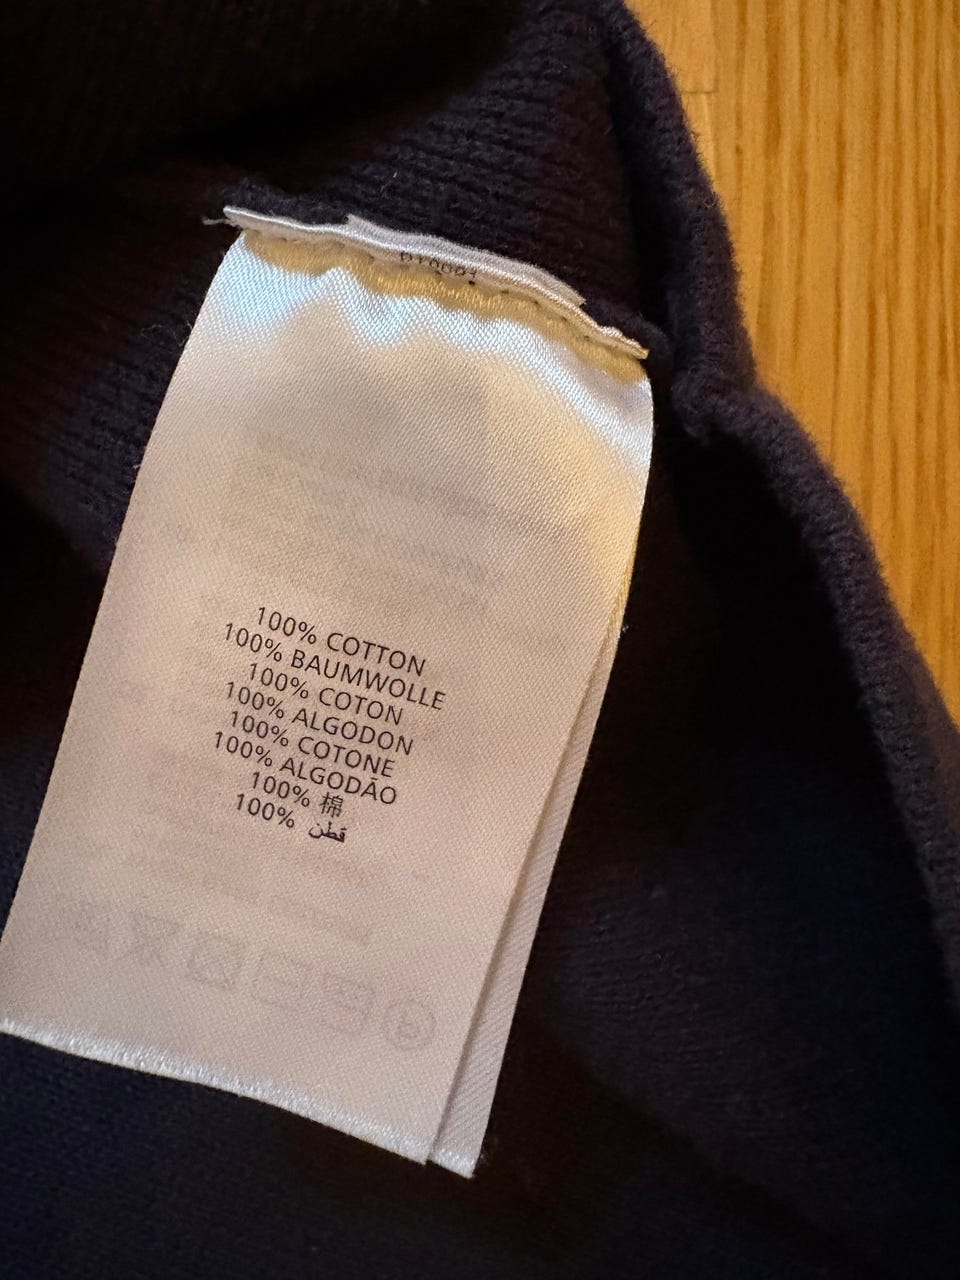 100% COTTON
100% BAUMWOLLE
100% COTON
100% ALGODON
100% COTONE
100% ALGODÃO
100% 棉
100% قطن